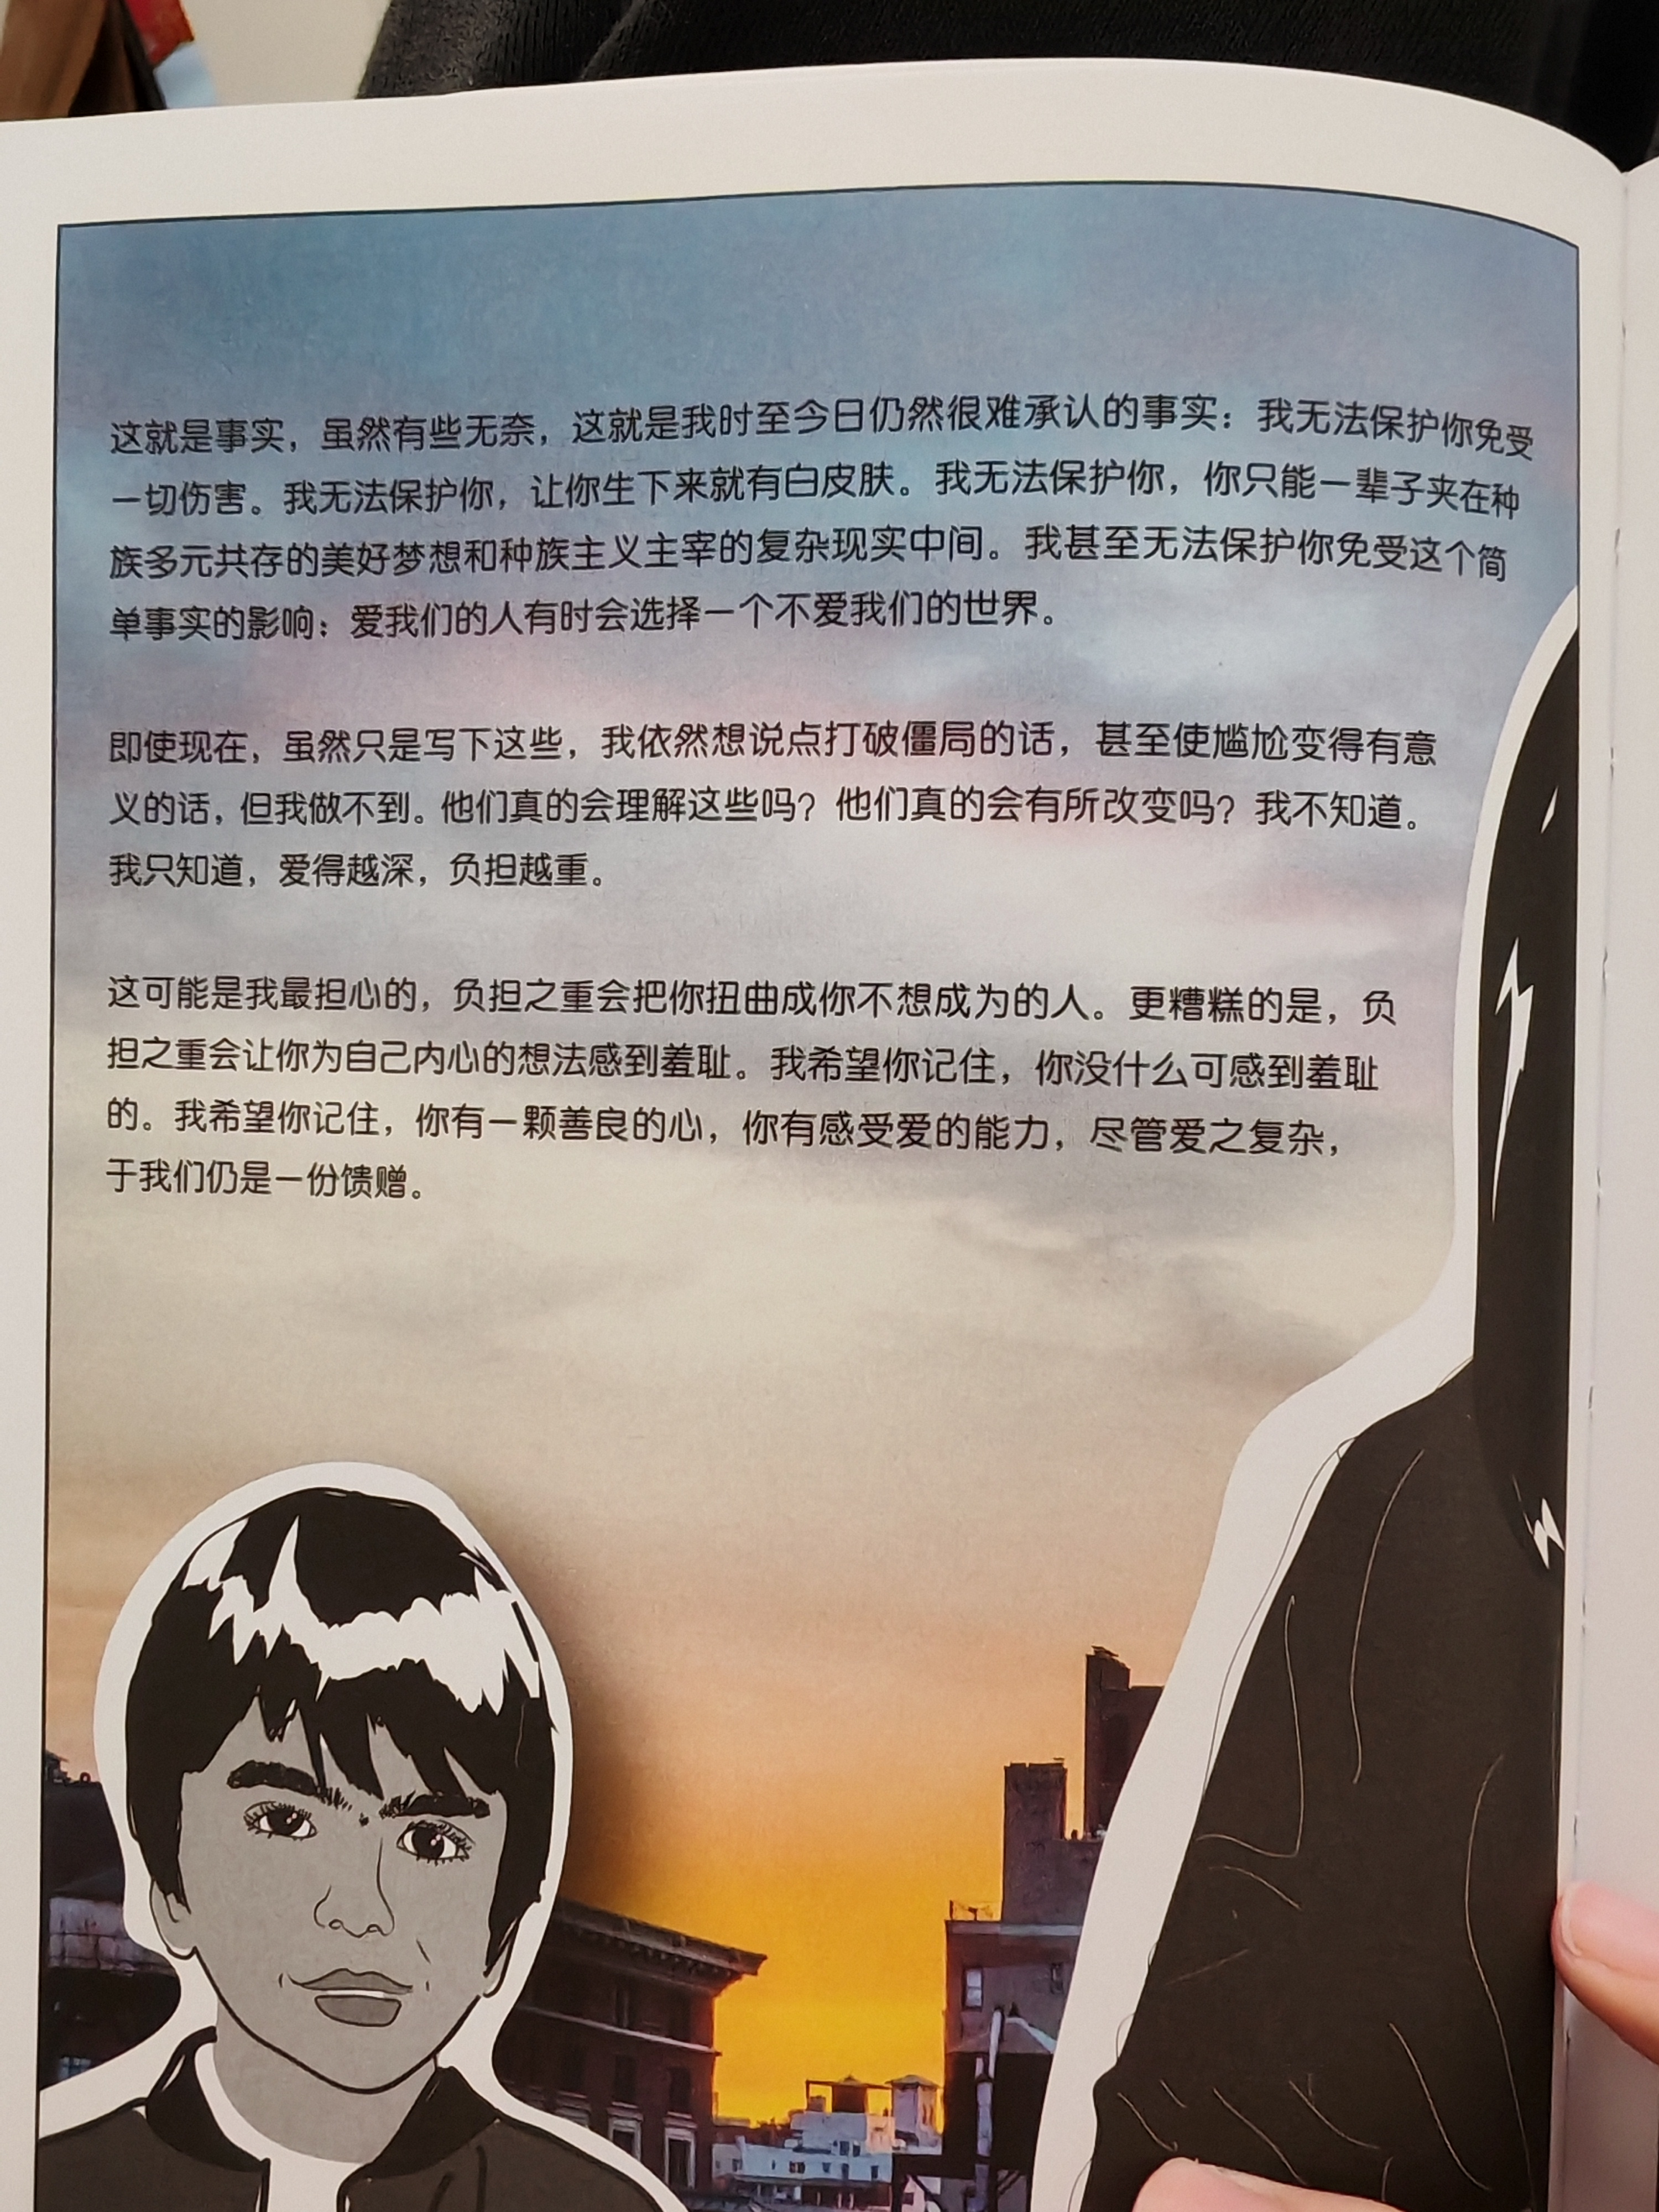 这就是事实，虽然有些无奈，这就是我时至今日仍然很难承认的事实：我无法保护你免受
一切伤害。我无法保护你，让你生下来就有白皮肤。我无法保护你，你只能一辈子夹在种
族多元共存的美好梦想和种族主义主宰的复杂现实中间。我甚至无法保护你免受这个简
单事实的影响：爱我们的人有时会选择一个不爱我们的世界。
即使现在，虽然只是写下这些，我依然想说点打破僵局的话，甚至使尴尬变得有意
义的话，但我做不到。他们真的会理解这些吗？他们真的会有所改变吗？我不知道。
我只知道，爱得越深，负担越重。
这可能是我最担心的，负担之重会把你扭曲成你不想成为的人。更糟糕的是，负
担之重会让你为自己内心的想法感到羞耻。我希望你记住，你没什么可感到羞耻
的。我希望你记住，你有一颗善良的心，你有感受爱的能力，尽管爱之复杂，
于我们仍是一份馈赠。